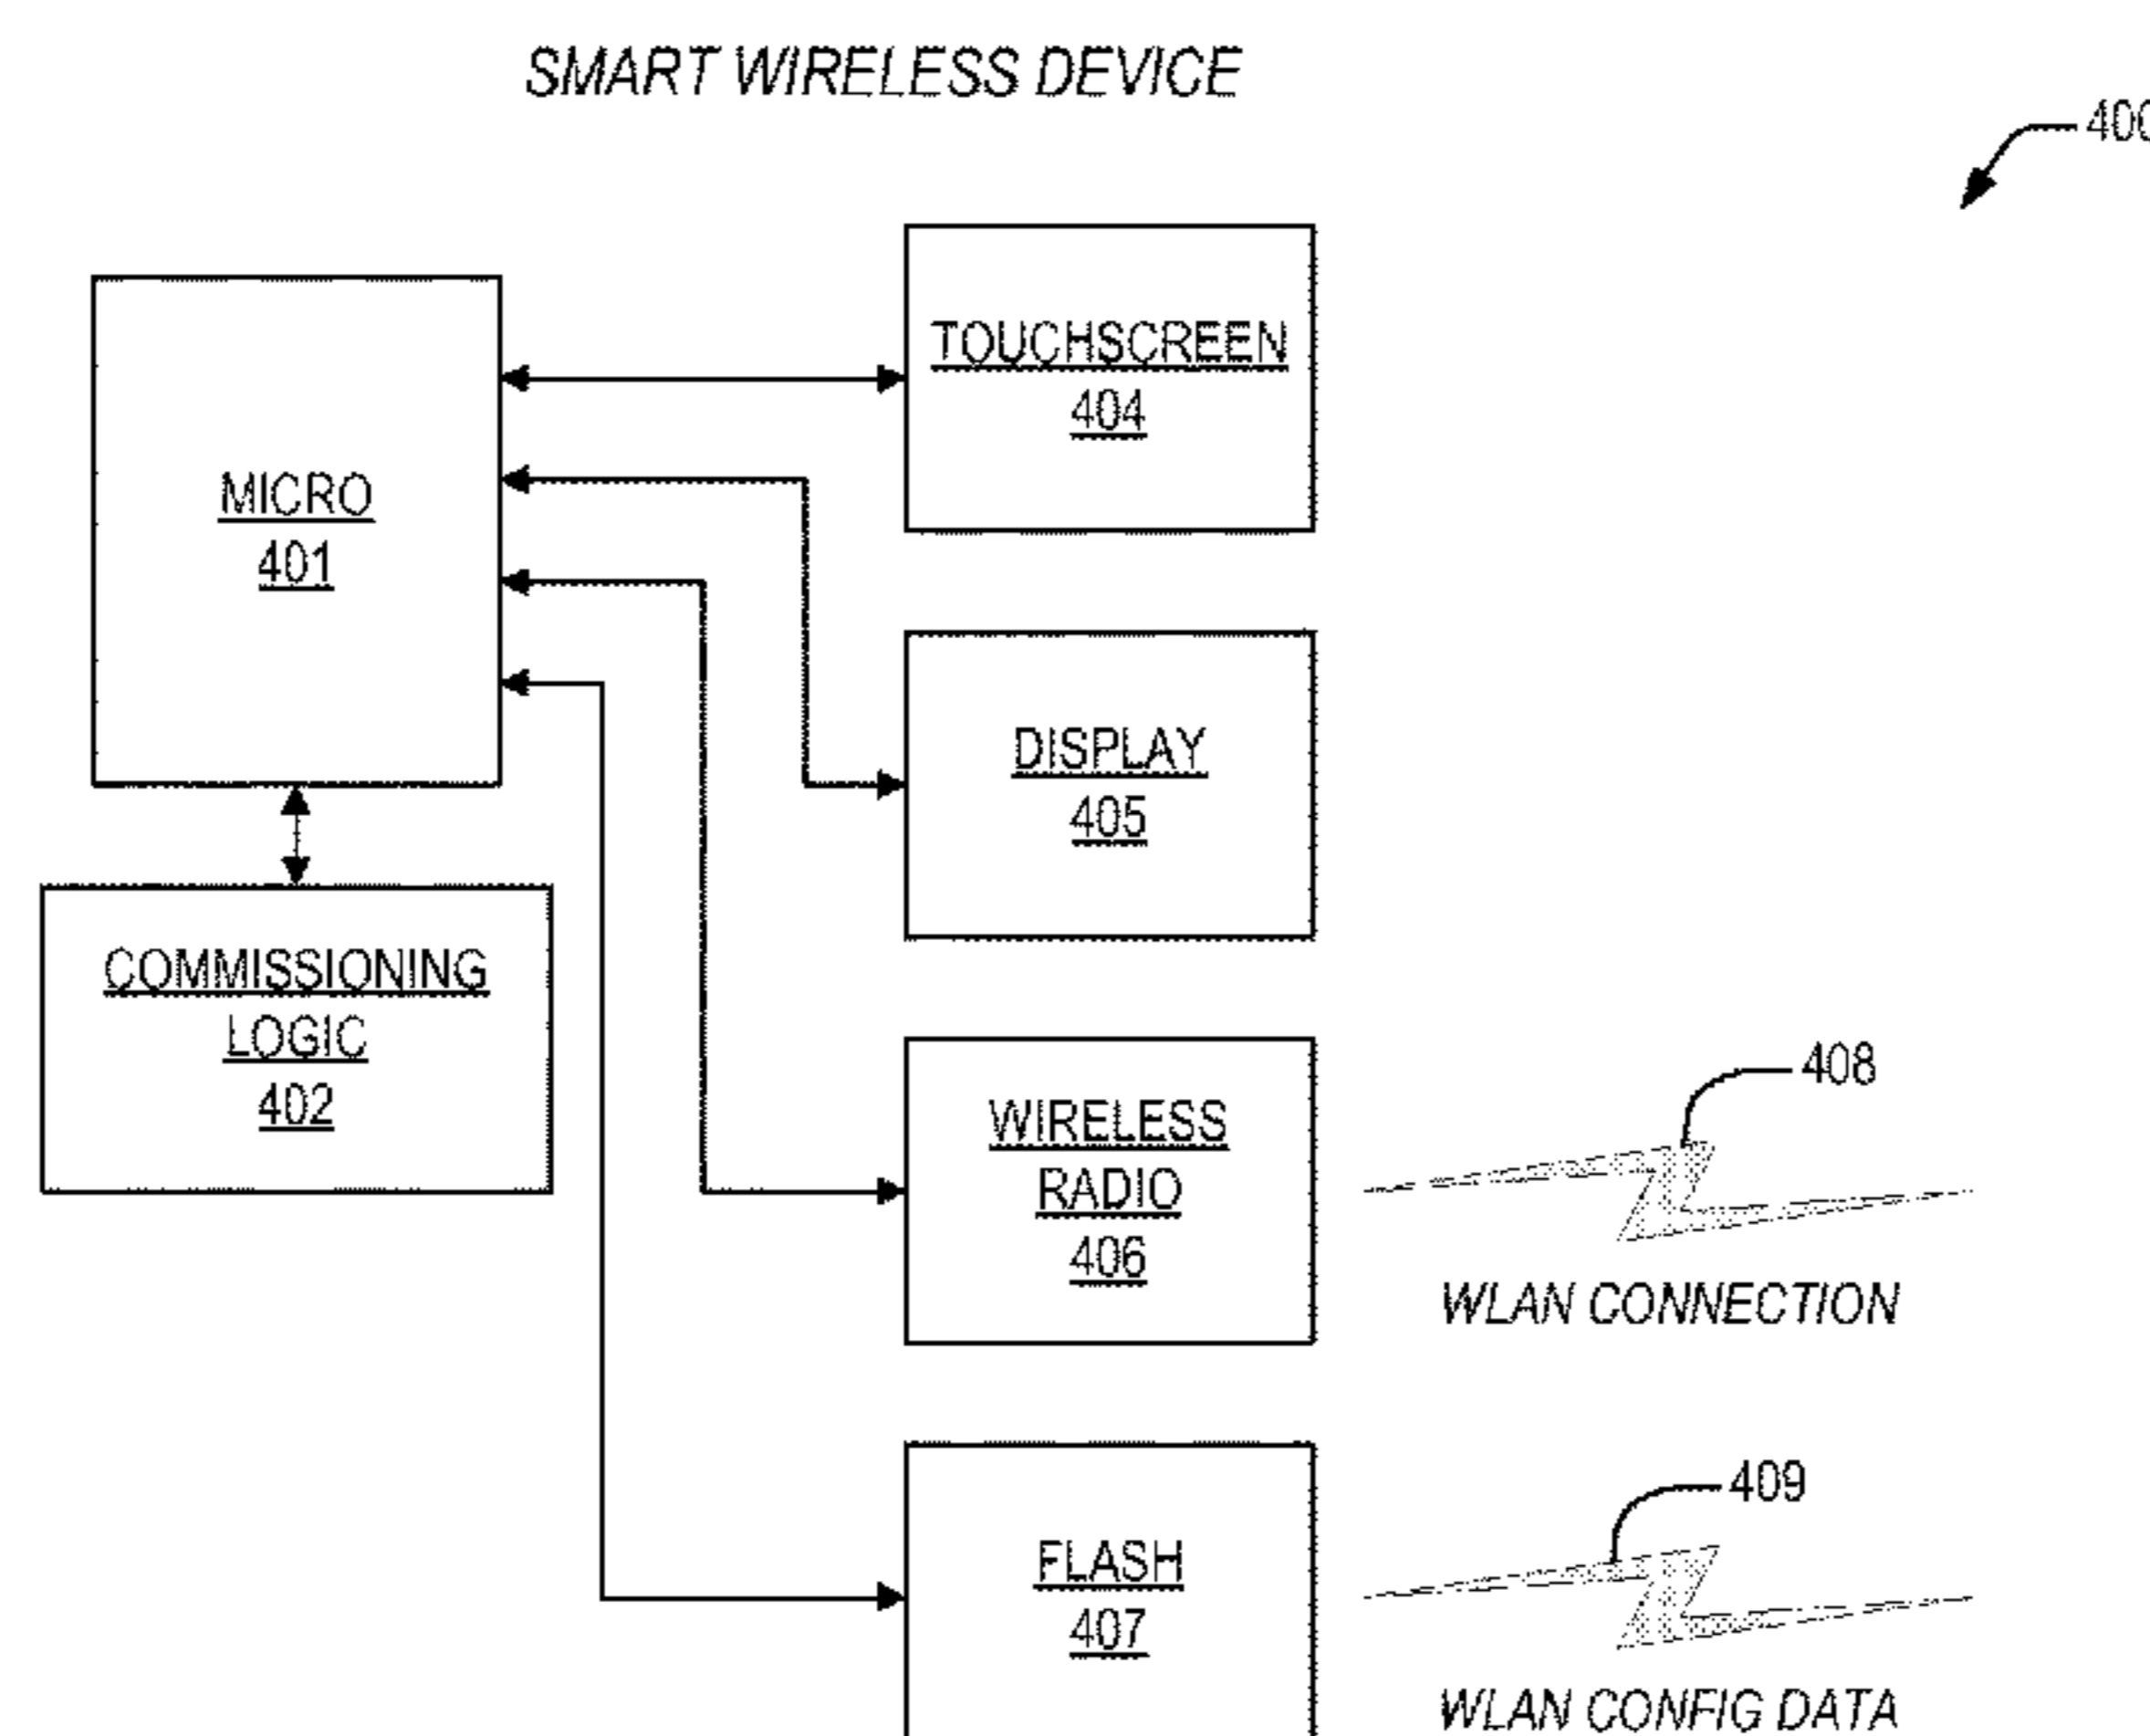 SMART WIRELESS DEVICE
400
TOUCHSCREEN
404
MICRO
401
DISPLAY
405
COMMISSIONING
LOGIC
402
408
WIRELESS
RADIO
406
WLAN CONNECTION
409
FLASH
407
WLAN CONFIG DATA